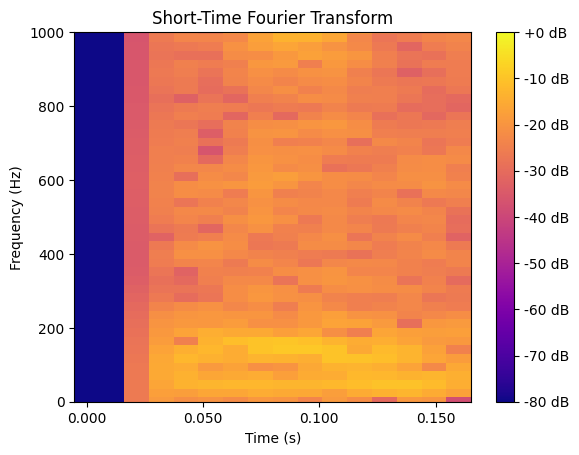 Short-Time Fourier Transform
1000
800
600
400
200
0
Frequency (Hz)
0.000
0.050
0.100
0.150
Time (s)
+0 dB
-10 dB
-20 dB
-30 dB
-40 dB
-50 dB
-60 dB
-70 dB
-80 dB